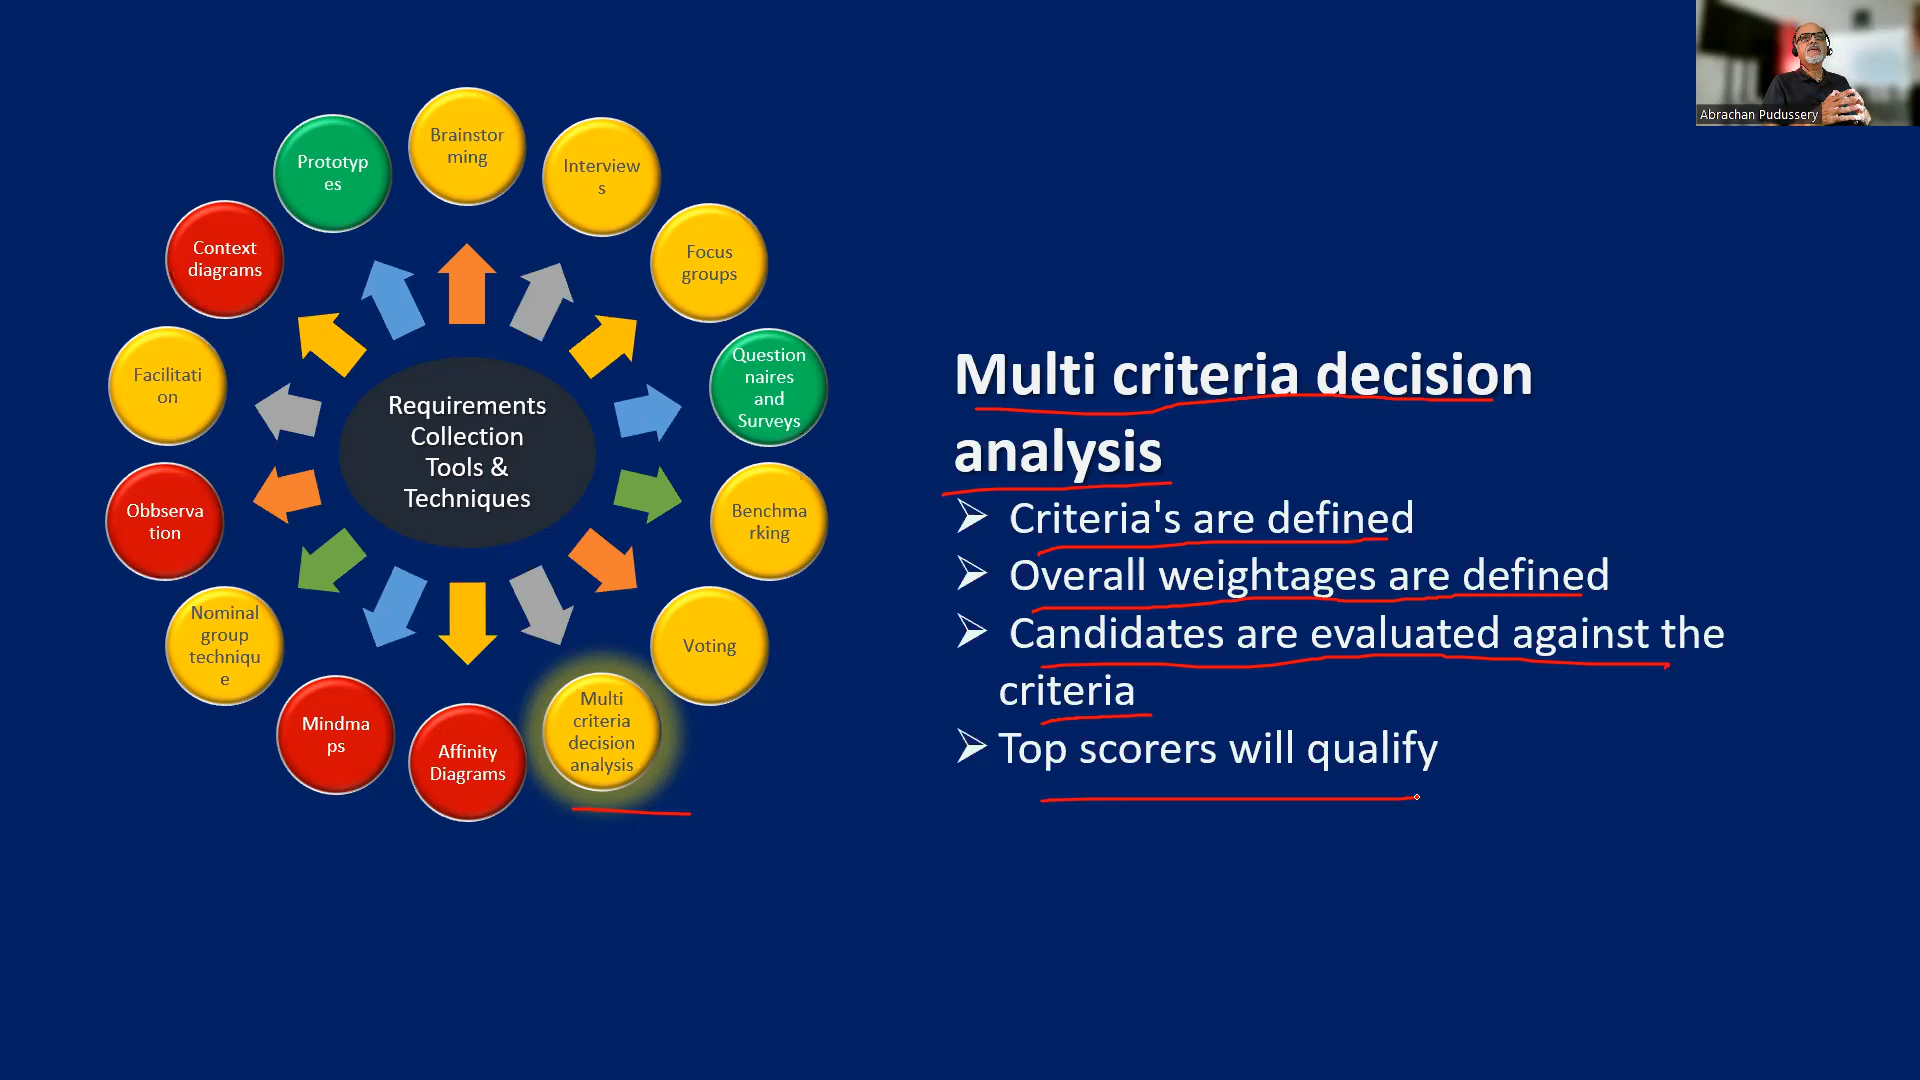 Brainstor
ming
Interview
s
Focus
groups
Question
naires
and
Surveys
Benchma
rking
Voting
Multi
criteria
decision
analysis
Affinity
Diagrams
Mindma
ps
Nominal
group
techniqu
e
Obbserva
tion
Facilitati
on
Context
diagrams
Prototyp
es
Requirements
Collection
Tools &
Techniques
Multi criteria decision
analysis
➢ Criteria's are defined
➢ Overall weightages are defined
➢ Candidates are evaluated against the
criteria
➢ Top scorers will qualify
Abrachan Pudussery